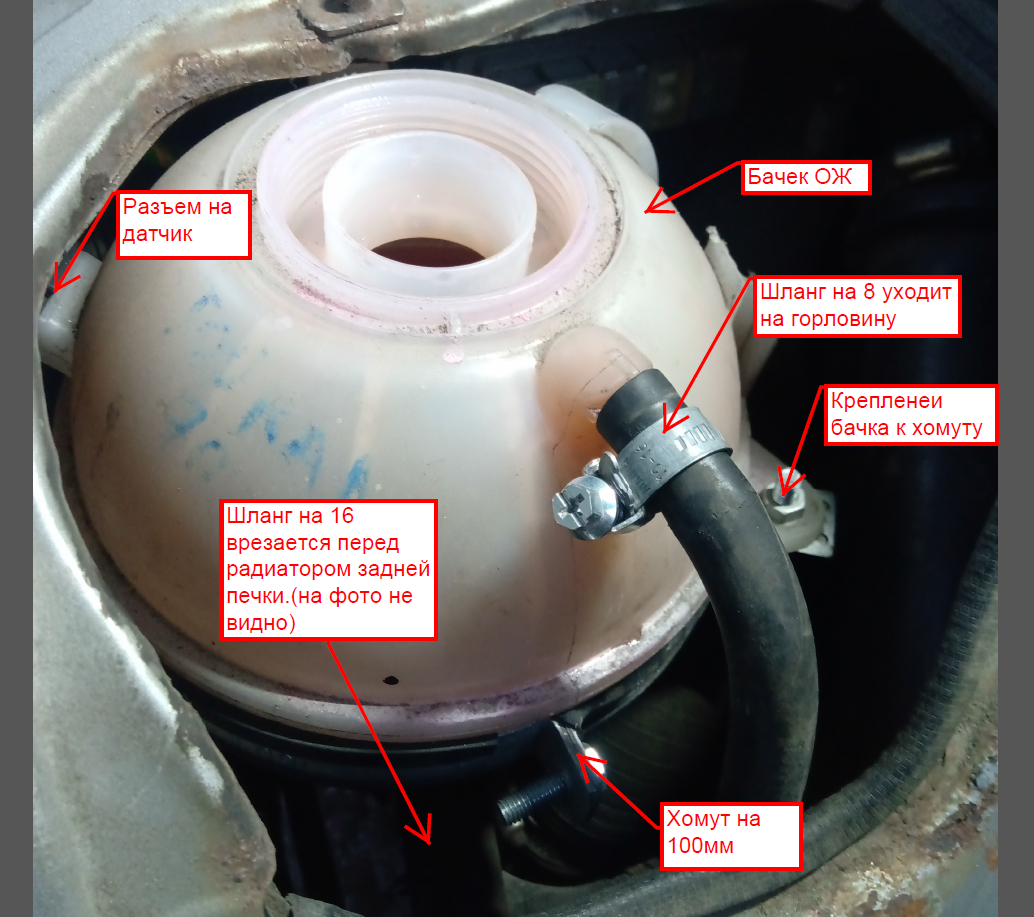 Бачек ОЖ
Разъем на
датчик
Шланг на 8 уходит
на горловину
Крепленеи
бачка к хомуту
Шланг на 16
врезается перед
радиатором задней
печки.(на фото не
видно)
Хомут на
100мм